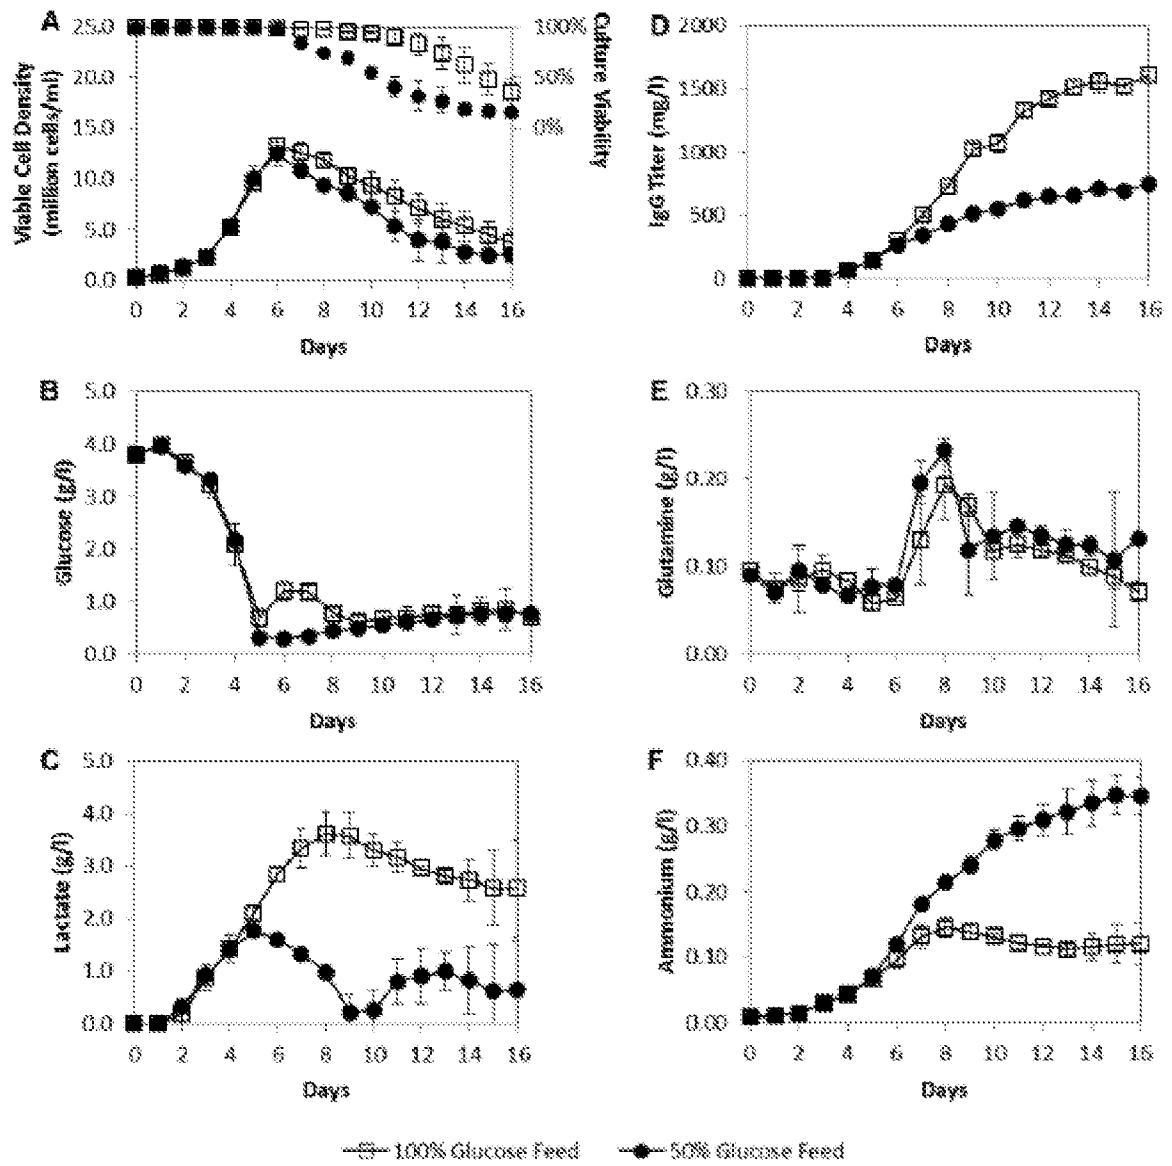 A
25.0
20.0
15.0
10.0
5.0
0.0
Viable Cell Density
(million cells/ml)
100%
50%
0%
Culture Viability
0 2 4 6 8 10 12 14 16
Days
D
2000
1500
1000
500
0
IgG Titer (mg/l)
0 2 4 6 8 10 12 14 16
Days
B
5.0
4.0
3.0
2.0
1.0
0.0
Glucose (g/l)
0 2 4 6 8 10 12 14 16
Days
E
0.30
0.20
0.10
0.00
Glutamine (g/l)
0 2 4 6 8 10 12 14 16
Days
C
5.0
4.0
3.0
2.0
1.0
0.0
Lactate (g/l)
0 2 4 6 8 10 12 14 16
Days
F
0.40
0.30
0.20
0.10
0.00
Ammonium (g/l)
0 2 4 6 8 10 12 14 16
Days
100% Glucose Feed 50% Glucose Feed